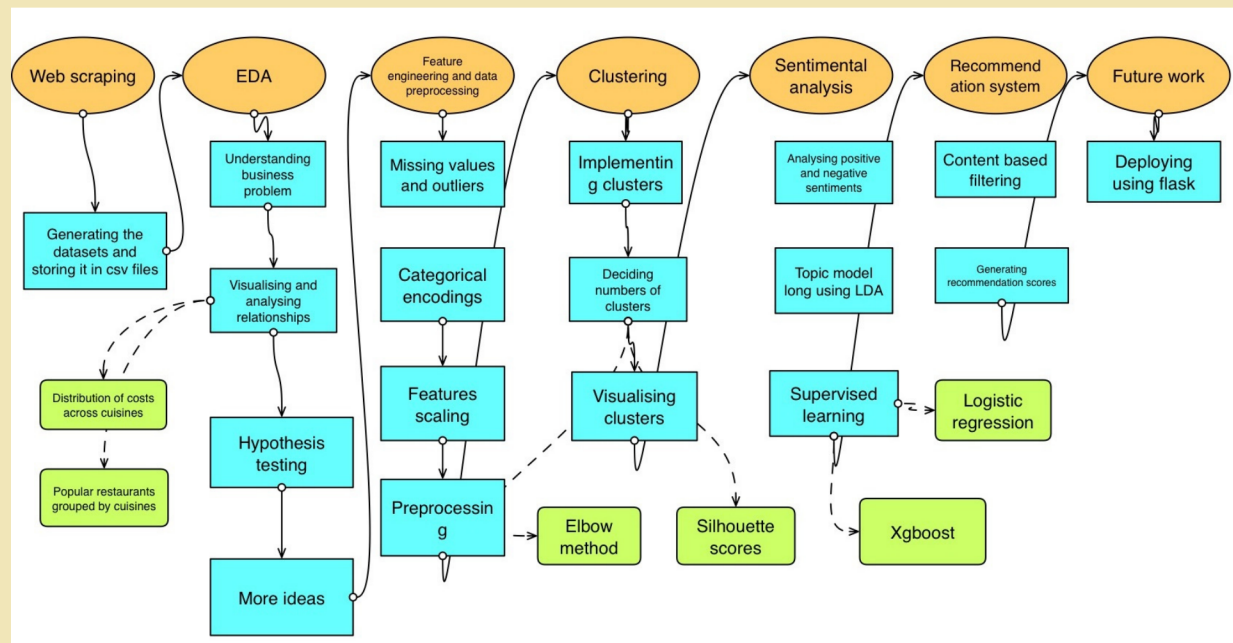 Web scraping
EDA
Feature
engineering and data
preprocessing
Clustering
Sentimental
analysis
Recommend
ation system
Future work
Understanding
business
problem
Missing values
and outliers
Implementin
g clusters
Analysing positive
and negative
sentiments
Content based
filtering
Deploying
using flask
Generating the
datasets and
storing it in csv files
Visualising and
analysing
relationships
Categorical
encodings
Deciding
numbers of
clusters
Topic model
long using LDA
Generating
recommendation scores
Distribution of costs
across cuisines
Features
scaling
Visualising
clusters
Supervised
learning
Logistic
regression
Hypothesis
testing
Popular restaurants
grouped by cuisines
Preprocessin
g
Elbow
method
Silhouette
scores
Xgboost
More ideas